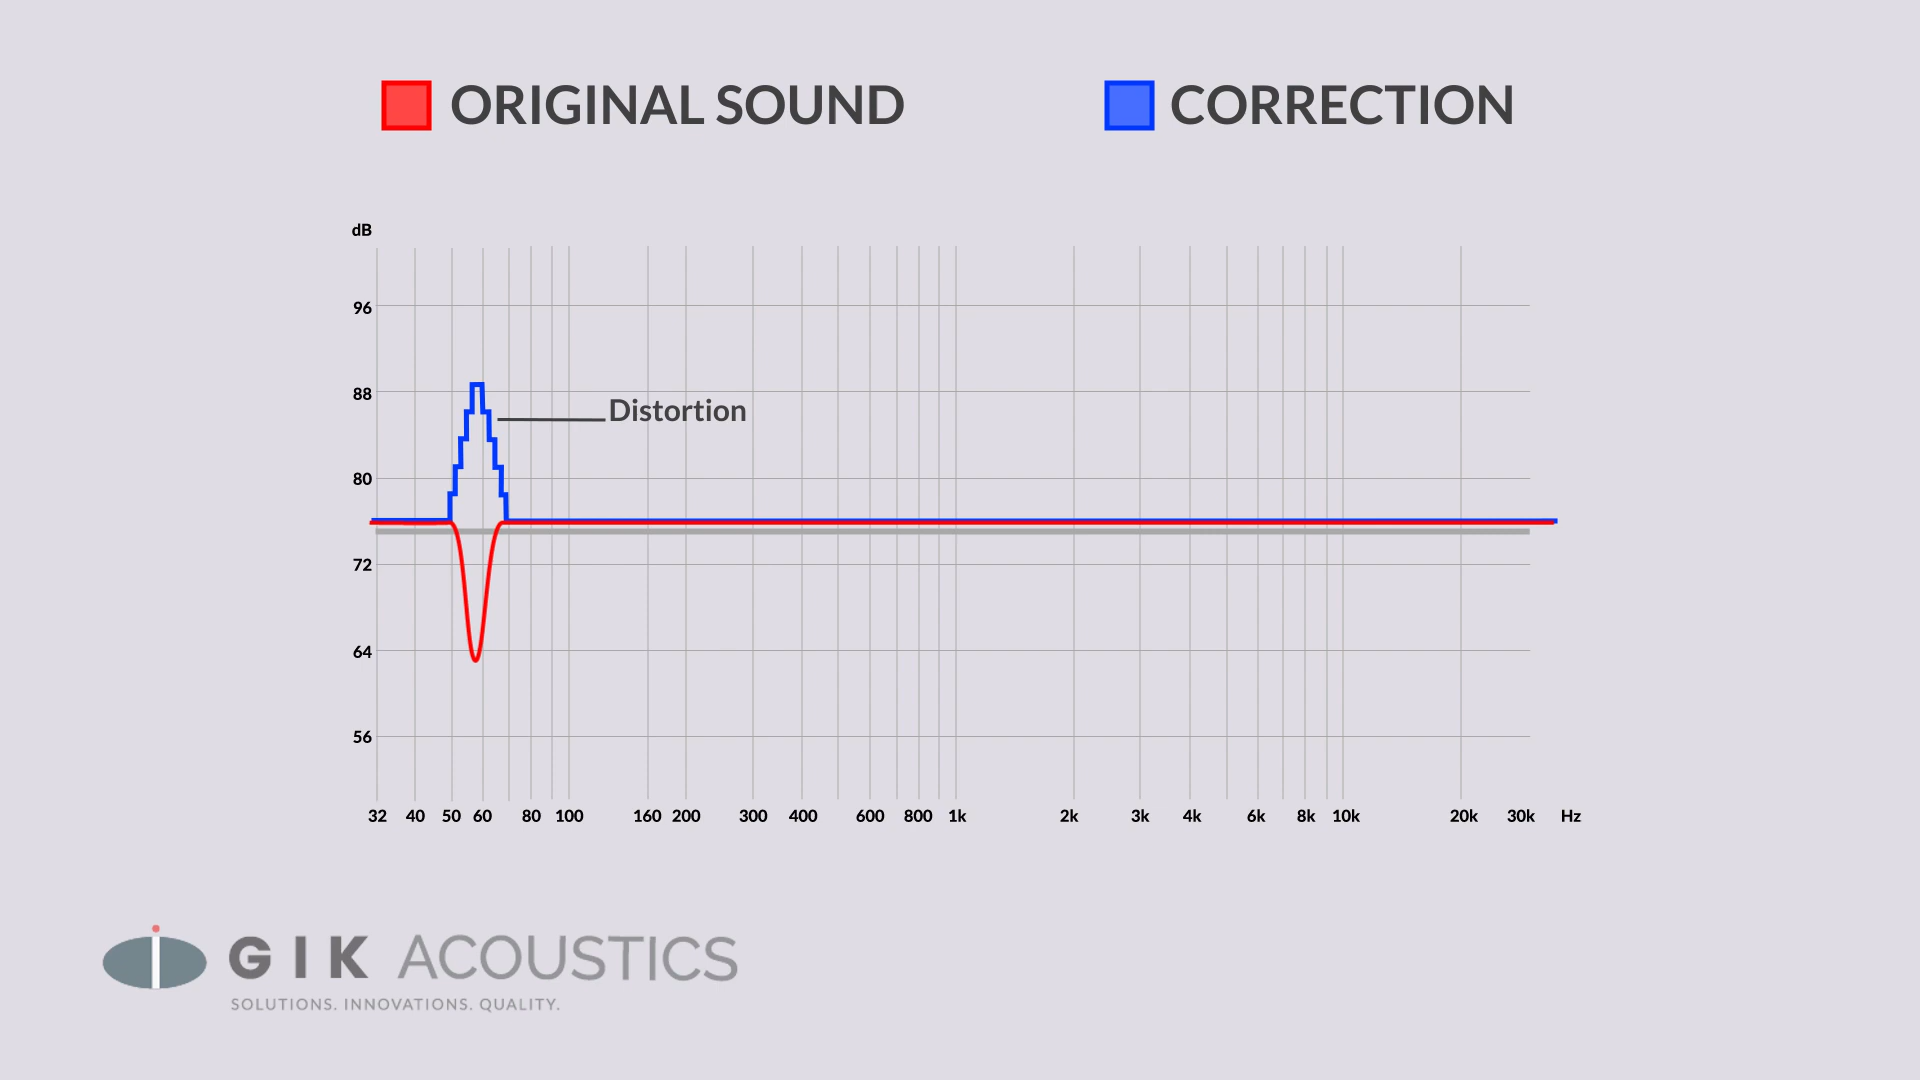 ORIGINAL SOUND CORRECTION
dB
96
88
Distortion
80
72
64
56
32 40 50 60 80 100 160 200 300 400 600 800 1k 2k 3k 4k 6k 8k 10k 20k 30k Hz
GIK ACOUSTICS
SOLUTIONS. INNOVATIONS. QUALITY.